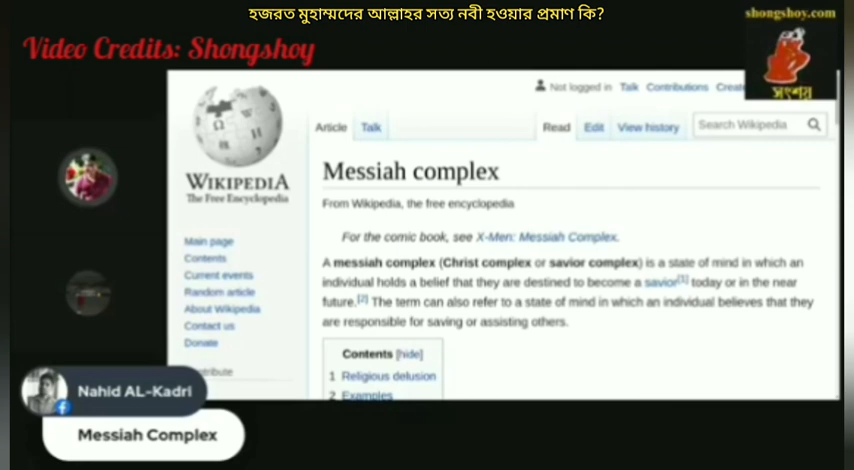 হজরত মুহাম্মদের আল্লাহর সত্য নবী হওয়ার প্রমাণ কি?
shongshoy.com
Video Credits: Shongshoy
সংশয়
Not logged in Talk Contributions Creat
Article Talk Read Edit View history Search Wikipedia
WIKIPEDIA
The Free Encyclopedia
Messiah complex
From Wikipedia, the free encyclopedia
For the comic book, see X-Men: Messiah Complex.
A messiah complex (Christ complex or savior complex) is a state of mind in which an
individual holds a belief that they are destined to become a savior[1] today or in the near
future.[2] The term can also refer to a state of mind in which an individual believes that they
are responsible for saving or assisting others.
Main page
Contents
Current events
Random article
About Wikipedia
Contact us
Donate
Contents [hide]
1 Religious delusion
2 Examples
Nahid AL-Kadri
Messiah Complex